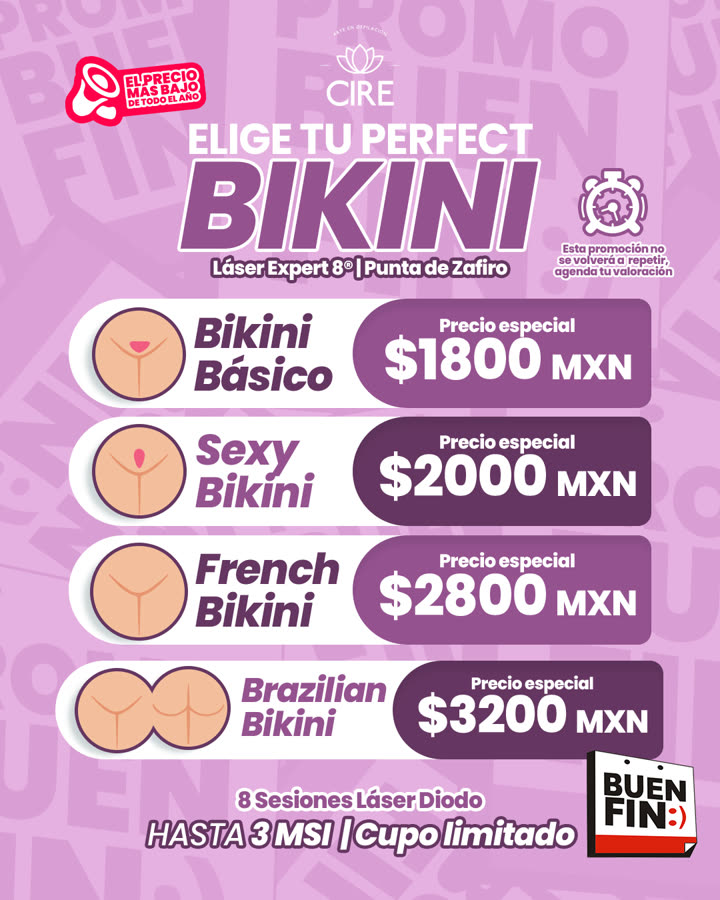 ARTE EN DEPILACIÓN
CIRE
EL PRECIO
MÁS BAJO
DE TODO EL AÑO
ELIGE TU PERFECT
BIKINI
Láser Expert 8® | Punta de Zafiro
Esta promoción no
se volverá a repetir,
agenda tu valoración
Bikini
Básico
Precio especial
$1800 MXN
Sexy
Bikini
Precio especial
$2000 MXN
French
Bikini
Precio especial
$2800 MXN
Brazilian
Bikini
Precio especial
$3200 MXN
8 Sesiones Láser Diodo
HASTA 3 MSI | Cupo limitado
BUEN
FIN:)